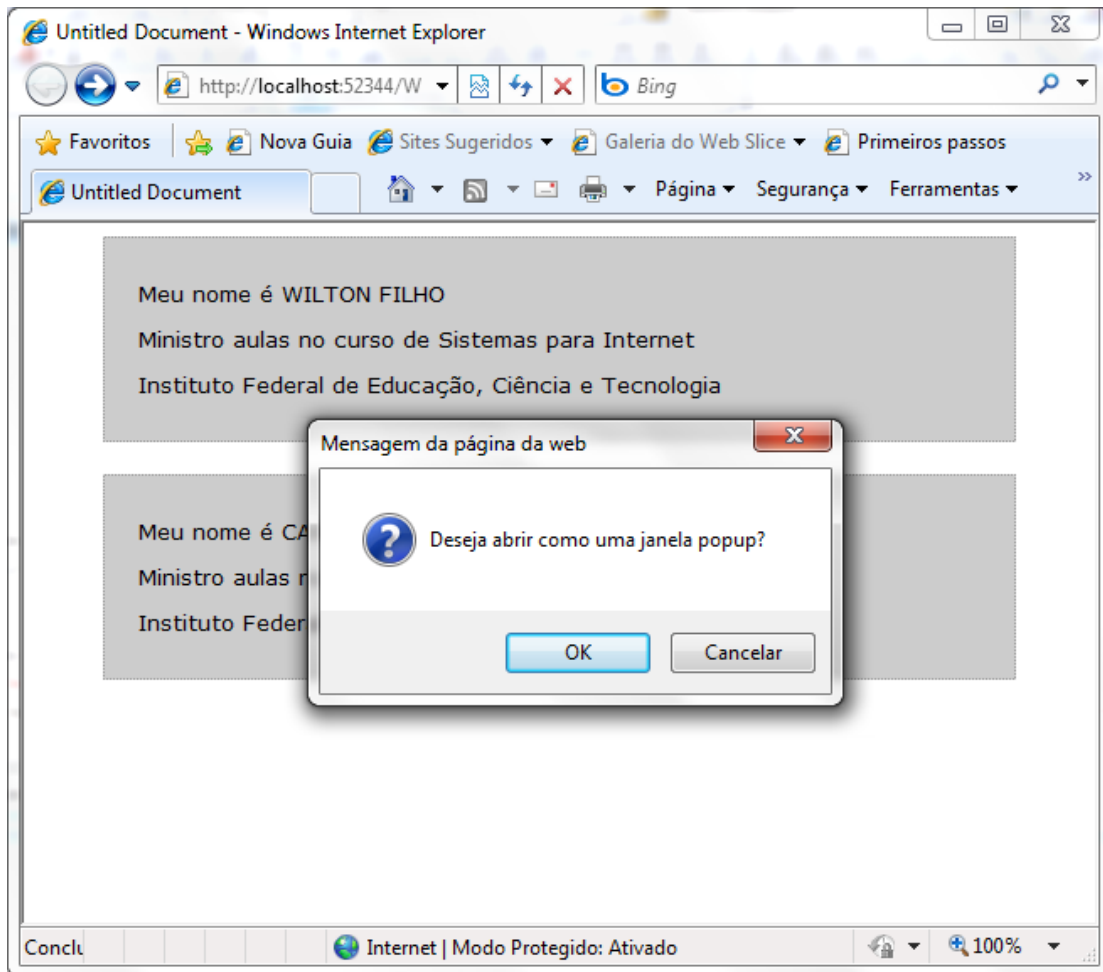 Untitled Document - Windows Internet Explorer
http://localhost:52344/W
Bing
Favoritos Nova Guia Sites Sugeridos Galeria do Web Slice Primeiros passos
Untitled Document Página Segurança Ferramentas »
Meu nome é WILTON FILHO
Ministro aulas no curso de Sistemas para Internet
Instituto Federal de Educação, Ciência e Tecnologia
Mensagem da página da web
Deseja abrir como uma janela popup?
OK Cancelar
Meu nome é CA
Ministro aulas
Instituto Feder
Conclu Internet | Modo Protegido: Ativado 100%